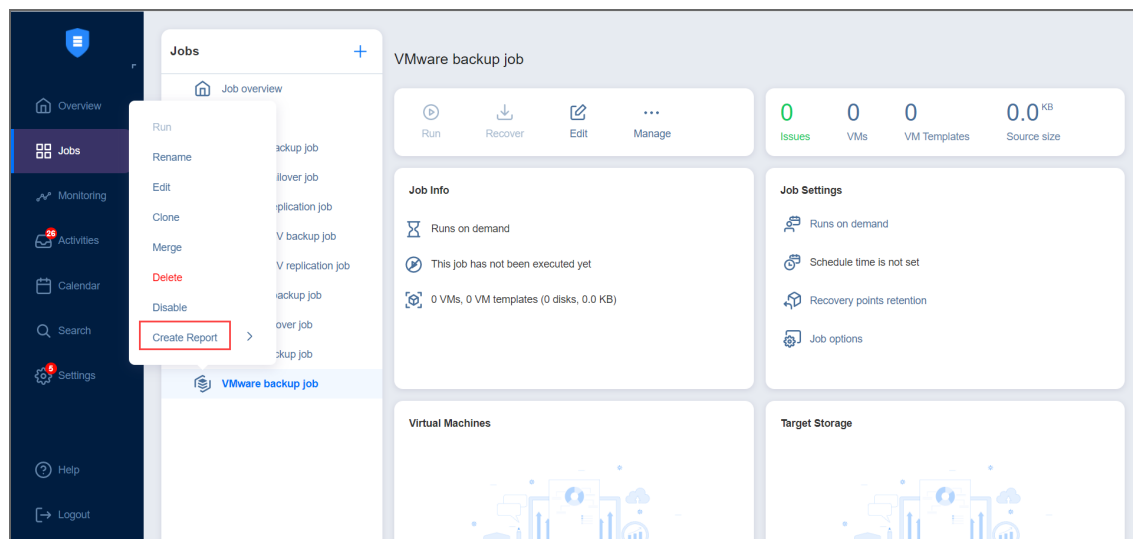 Overview
Jobs
Monitoring
26
Activities
Calendar
Search
5
Settings
Help
Logout
Jobs
Job overview
ackup job
ilover job
plication job
V backup job
V replication job
ackup job
over job
ckup job
VMware backup job
Run
Rename
Edit
Clone
Merge
Delete
Disable
Create Report
VMware backup job
Run Recover Edit Manage
0 0 0 0.0 KB
Issues VMs VM Templates Source size
Job Info
Runs on demand
This job has not been executed yet
0 VMs, 0 VM templates (0 disks, 0.0 KB)
Job Settings
Runs on demand
Schedule time is not set
Recovery points retention
Job options
Virtual Machines
Target Storage